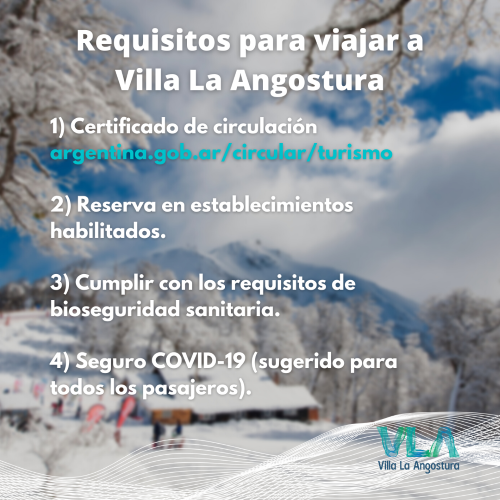 Requisitos para viajar a
Villa La Angostura
1) Certificado de circulación
argentina.gob.ar/circular/turismo
2) Reserva en establecimientos
habilitados.
3) Cumplir con los requisitos de
bioseguridad sanitaria.
4) Seguro COVID-19 (sugerido para
todos los pasajeros).
VLA
Villa La Angostura